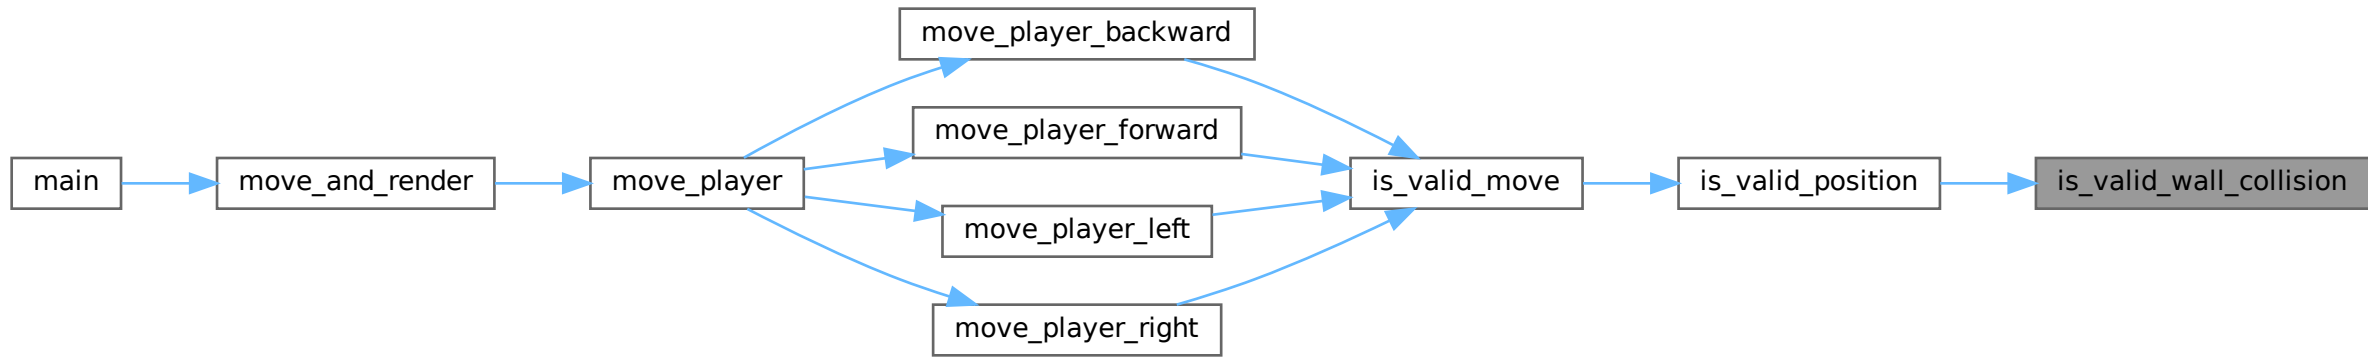 main
move_and_render
move_player
move_player_backward
move_player_forward
move_player_left
move_player_right
is_valid_move
is_valid_position
is_valid_wall_collision